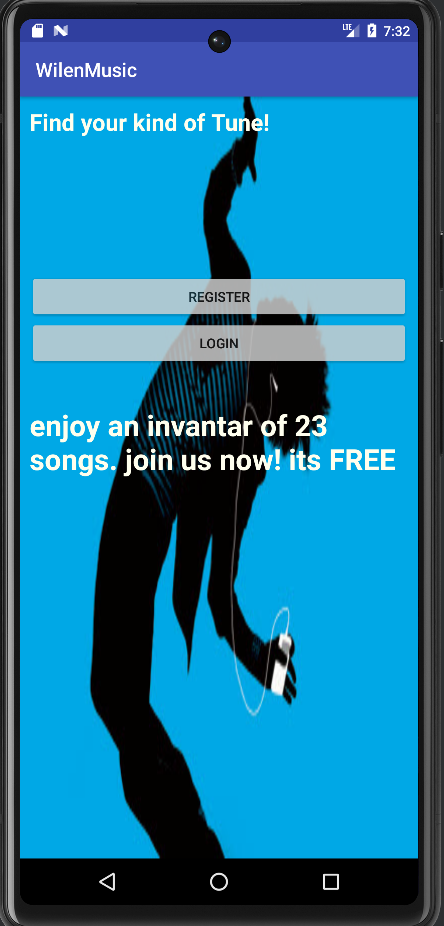 LTE 7:32
WilenMusic
Find your kind of Tune!
REGISTER
LOGIN
enjoy an invantar of 23
songs. join us now! its FREE